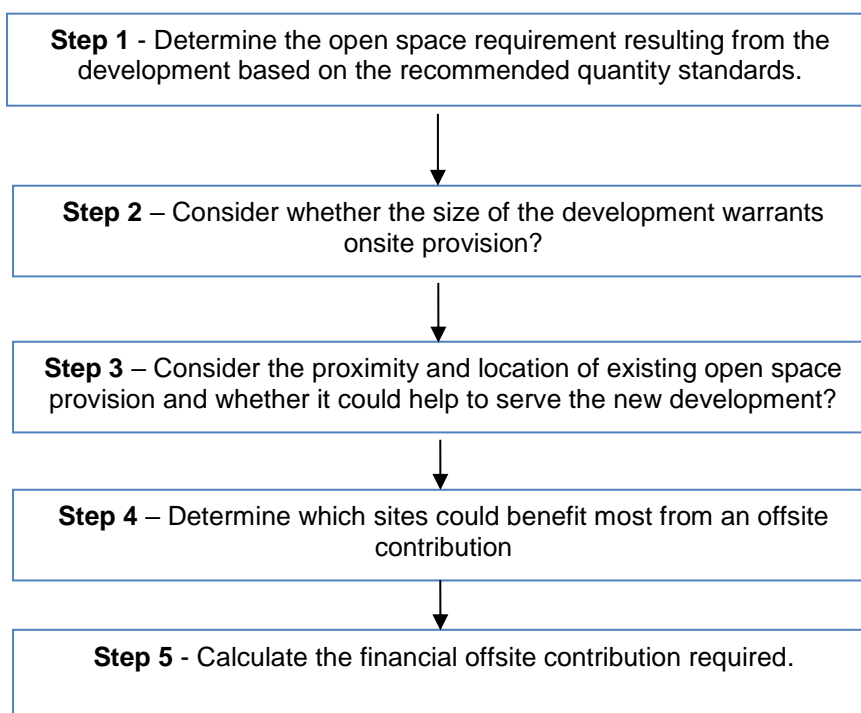 Step 1 - Determine the open space requirement resulting from the
development based on the recommended quantity standards.
Step 2 – Consider whether the size of the development warrants
onsite provision?
Step 3 – Consider the proximity and location of existing open space
provision and whether it could help to serve the new development?
Step 4 – Determine which sites could benefit most from an offsite
contribution
Step 5 - Calculate the financial offsite contribution required.